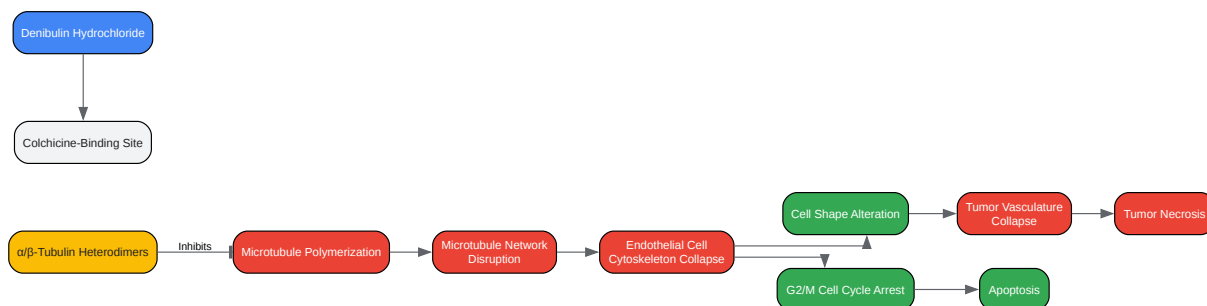 Denibulin Hydrochloride
Colchicine-Binding Site
α/β-Tubulin Heterodimers
Inhibits
Microtubule Polymerization
Microtubule Network
Disruption
Endothelial Cell
Cytoskeleton Collapse
Cell Shape Alteration
Tumor Vasculature
Collapse
Tumor Necrosis
G2/M Cell Cycle Arrest
Apoptosis